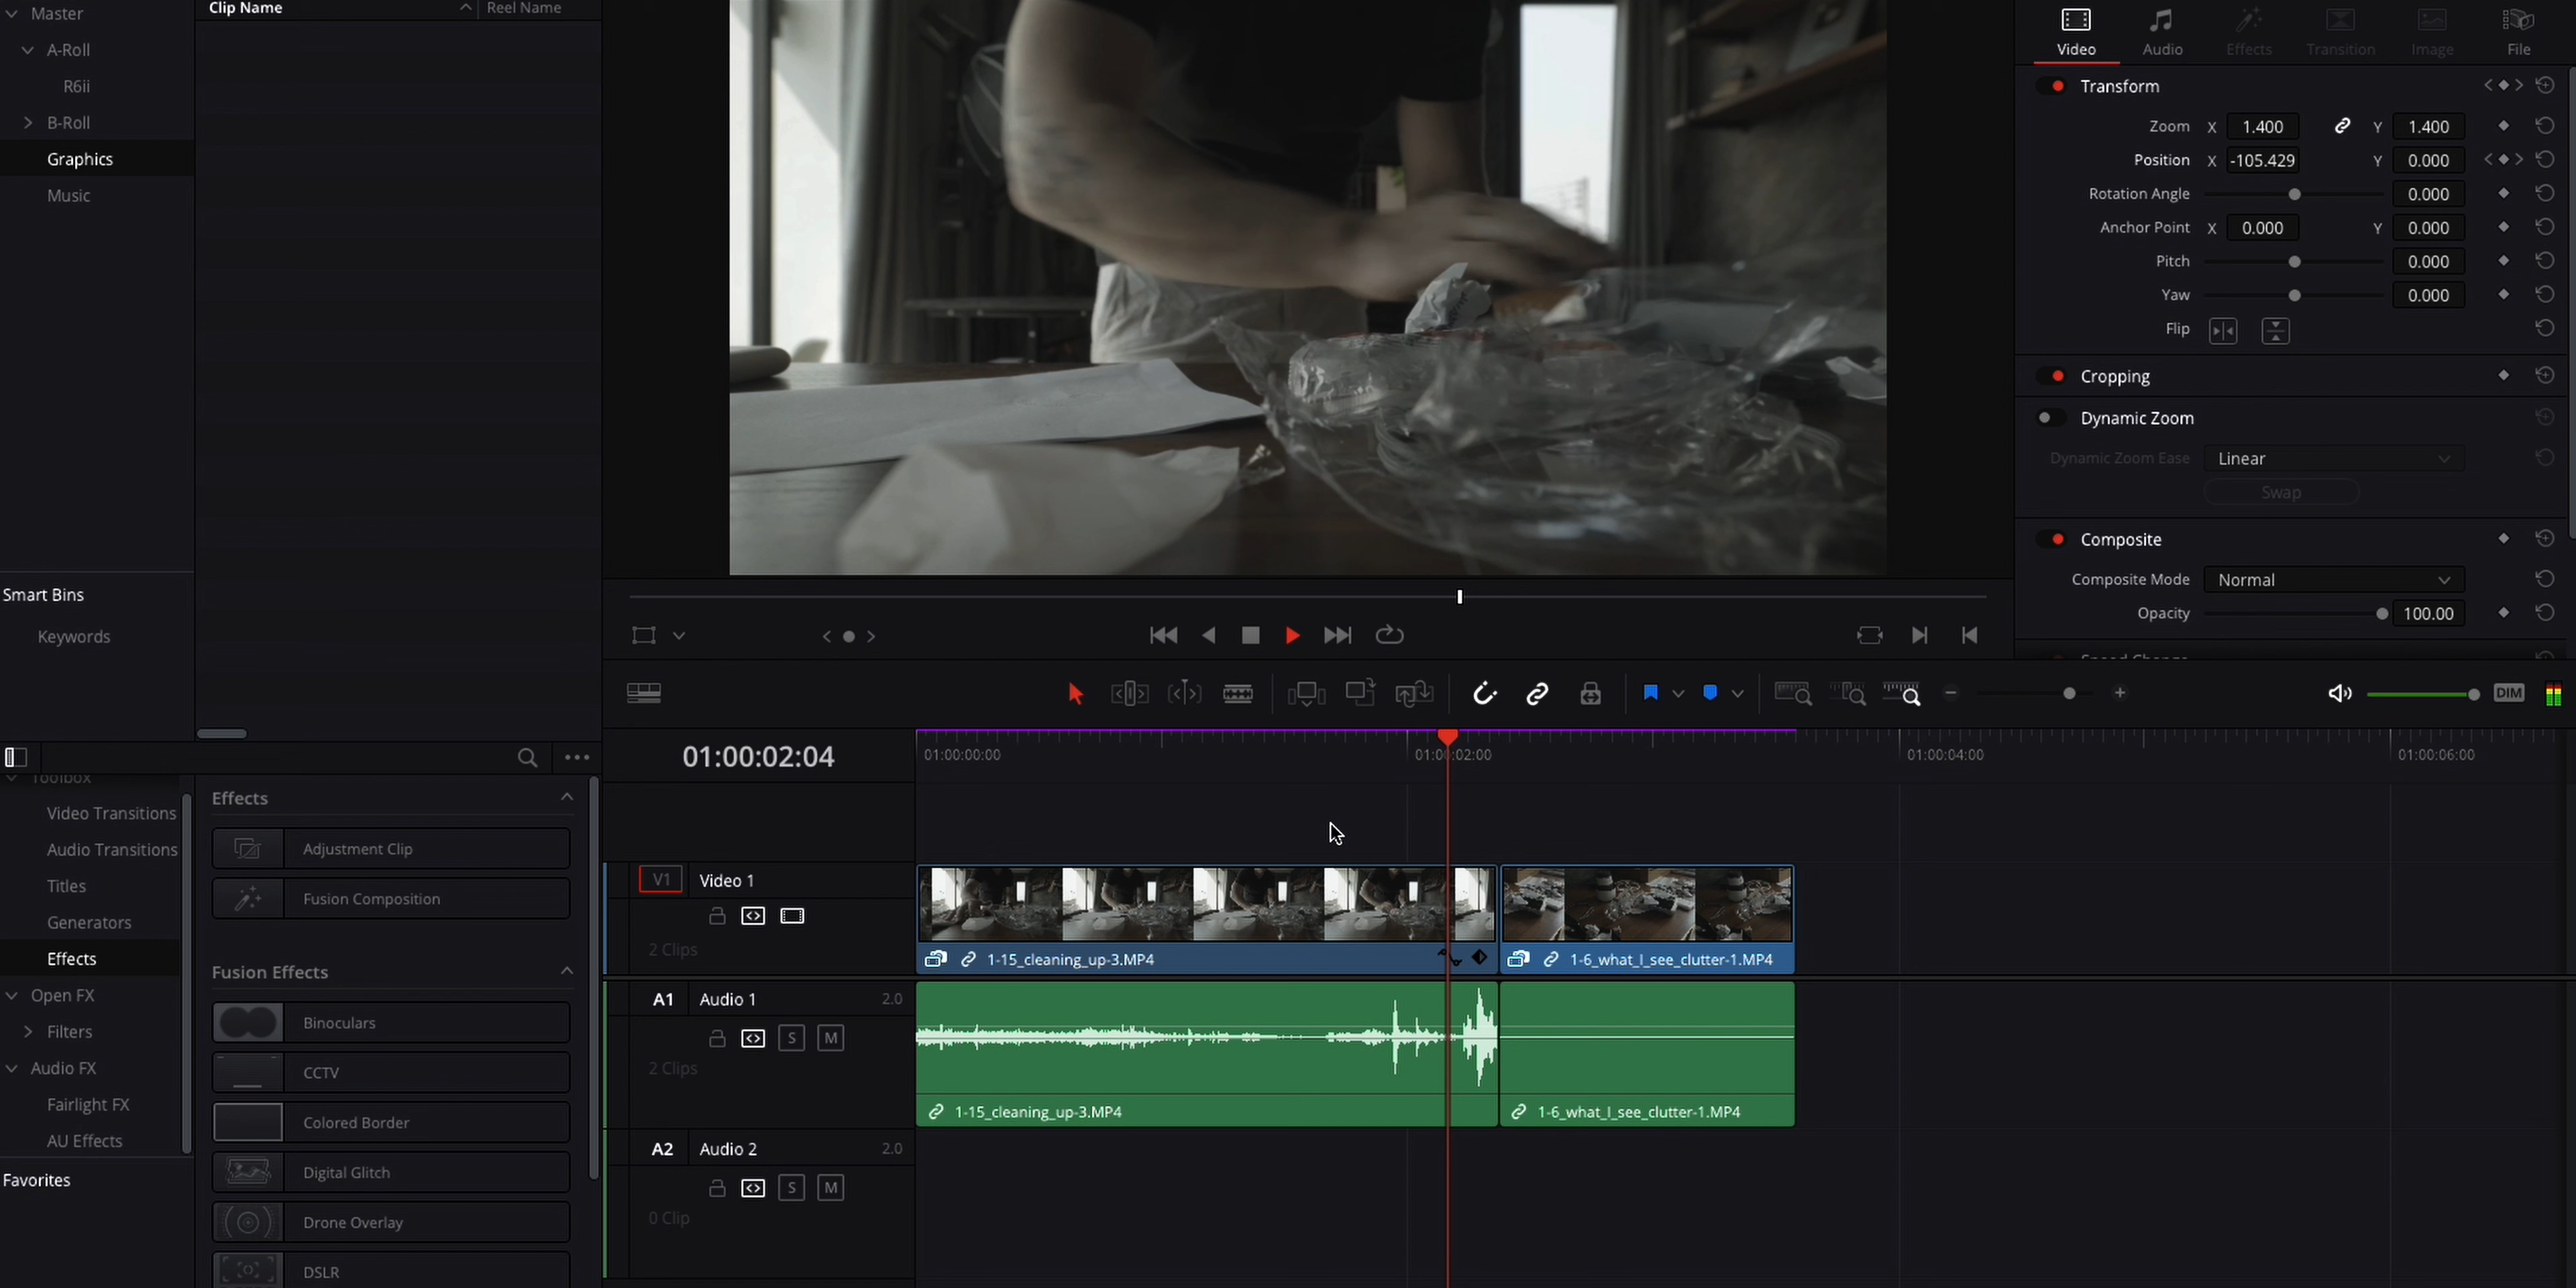 Master
A-Roll
R6ii
B-Roll
Graphics
Music
Smart Bins
Keywords
Clip Name
Reel Name
Video
Audio
Effects
Transition
Image
File
Transform
Zoom X 1.400 Y 1.400
Position X -105.429 Y 0.000
Rotation Angle 0.000
Anchor Point X 0.000 Y 0.000
Pitch 0.000
Yaw 0.000
Flip
Cropping
Dynamic Zoom
Dynamic Zoom Ease Linear
Swap
Composite
Composite Mode Normal
Opacity 100.00
Speed Change
DIM
Toolbox
Video Transitions
Audio Transitions
Titles
Generators
Effects
Open FX
Filters
Audio FX
Fairlight FX
AU Effects
Favorites
Effects
Adjustment Clip
Fusion Composition
Fusion Effects
Binoculars
CCTV
Colored Border
Digital Glitch
Drone Overlay
DSLR
01:00:02:04
01:00:00:00
01:00:02:00
01:00:04:00
01:00:06:00
V1 Video 1
2 Clips
1-15_cleaning_up-3.MP4
1-6_what_I_see_clutter-1.MP4
A1 Audio 1 2.0
S M
2 Clips
1-15_cleaning_up-3.MP4
1-6_what_I_see_clutter-1.MP4
A2 Audio 2 2.0
S M
0 Clip